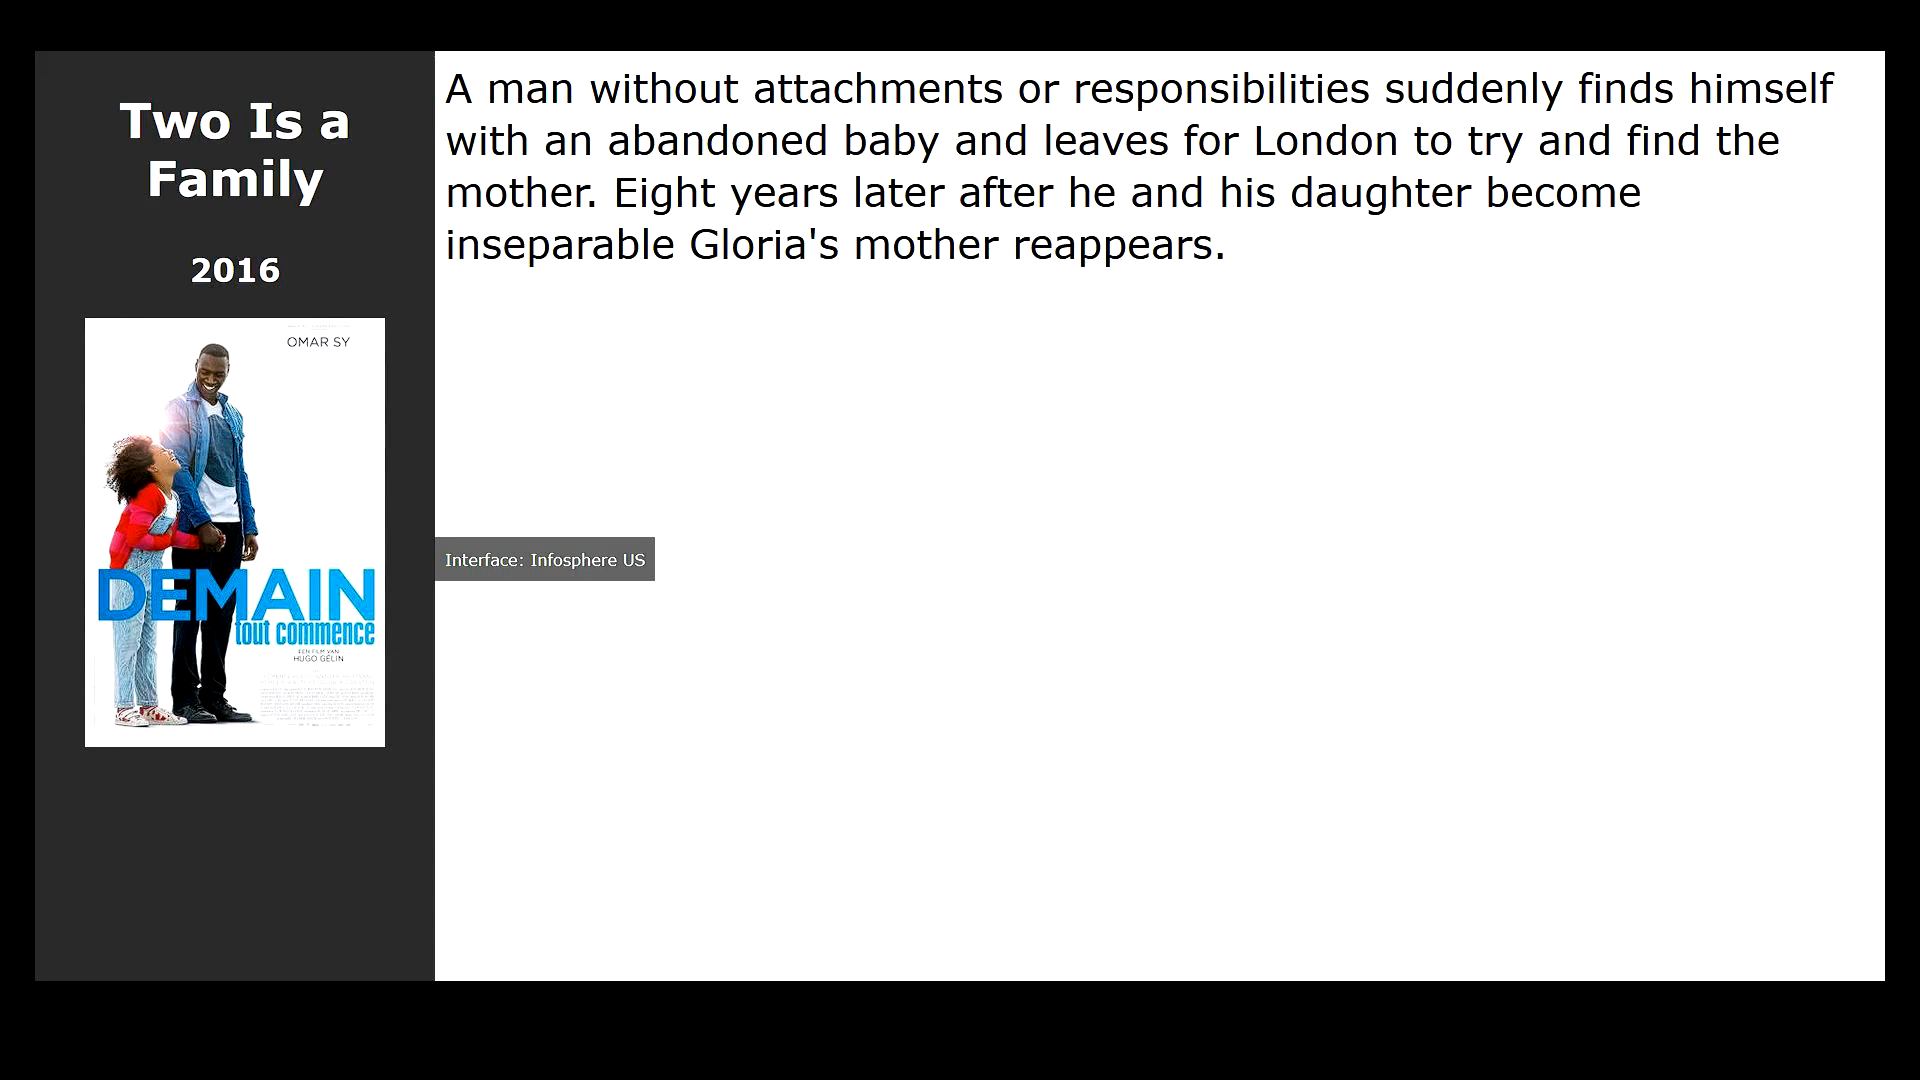 Two Is a
Family
2016
OMAR SY
DEMAIN
tout commence
EEN FILM VAN
HUGO GÉLIN
A man without attachments or responsibilities suddenly finds himself
with an abandoned baby and leaves for London to try and find the
mother. Eight years later after he and his daughter become
inseparable Gloria's mother reappears.
Interface: Infosphere US